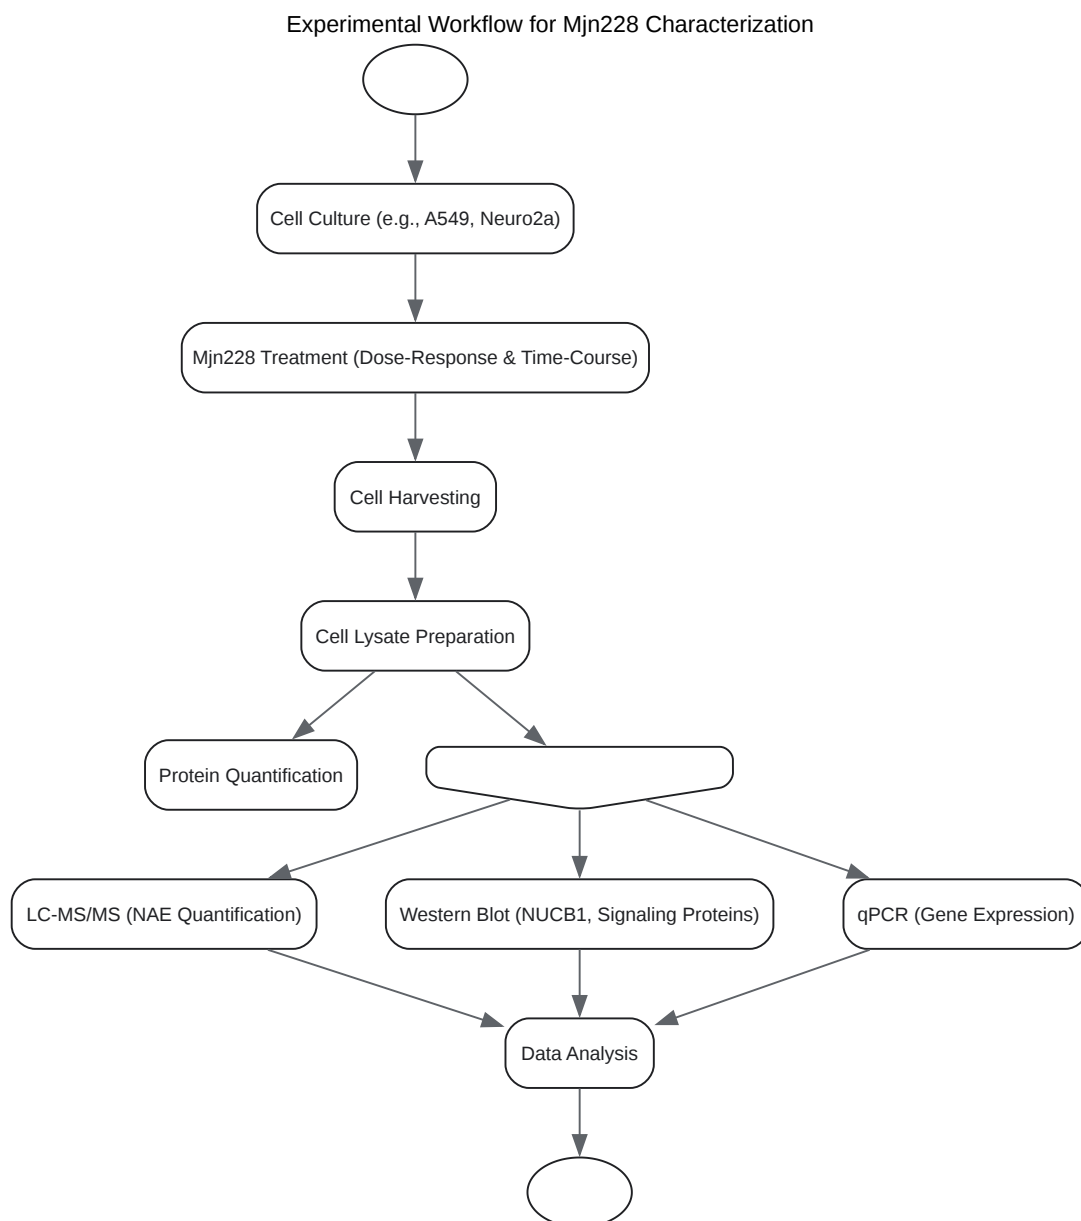 Experimental Workflow for Mjn228 Characterization
Cell Culture (e.g., A549, Neuro2a)
Mjn228 Treatment (Dose-Response & Time-Course)
Cell Harvesting
Cell Lysate Preparation
Protein Quantification
LC-MS/MS (NAE Quantification)
Western Blot (NUCB1, Signaling Proteins)
qPCR (Gene Expression)
Data Analysis